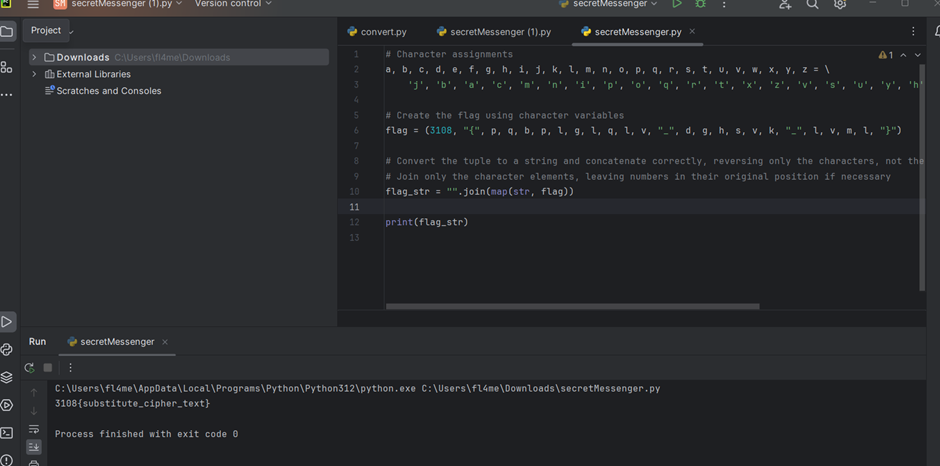 SM secretMessenger (1).py Version control secretMessenger
Project
convert.py secretMessenger (1).py secretMessenger.py
Downloads C:\Users\fl4me\Downloads
External Libraries
Scratches and Consoles
1
1 # Character assignments
2 a, b, c, d, e, f, g, h, i, j, k, l, m, n, o, p, q, r, s, t, u, v, w, x, y, z = \
3 'j', 'b', 'a', 'c', 'm', 'n', 'i', 'p', 'o', 'q', 'r', 't', 'x', 'z', 'v', 's', 'u', 'y', 'h'
4
5 # Create the flag using character variables
6 flag = (3108, "{", p, q, b, p, l, g, l, q, l, v, "_", d, g, h, s, v, k, "_", l, v, m, l, "}")
7
8 # Convert the tuple to a string and concatenate correctly, reversing only the characters, not the
9 # Join only the character elements, leaving numbers in their original position if necessary
10 flag_str = "".join(map(str, flag))
11
12 print(flag_str)
13
Run secretMessenger
C:\Users\fl4me\AppData\Local\Programs\Python\Python312\python.exe C:\Users\fl4me\Downloads\secretMessenger.py
3108{substitute_cipher_text}
Process finished with exit code 0